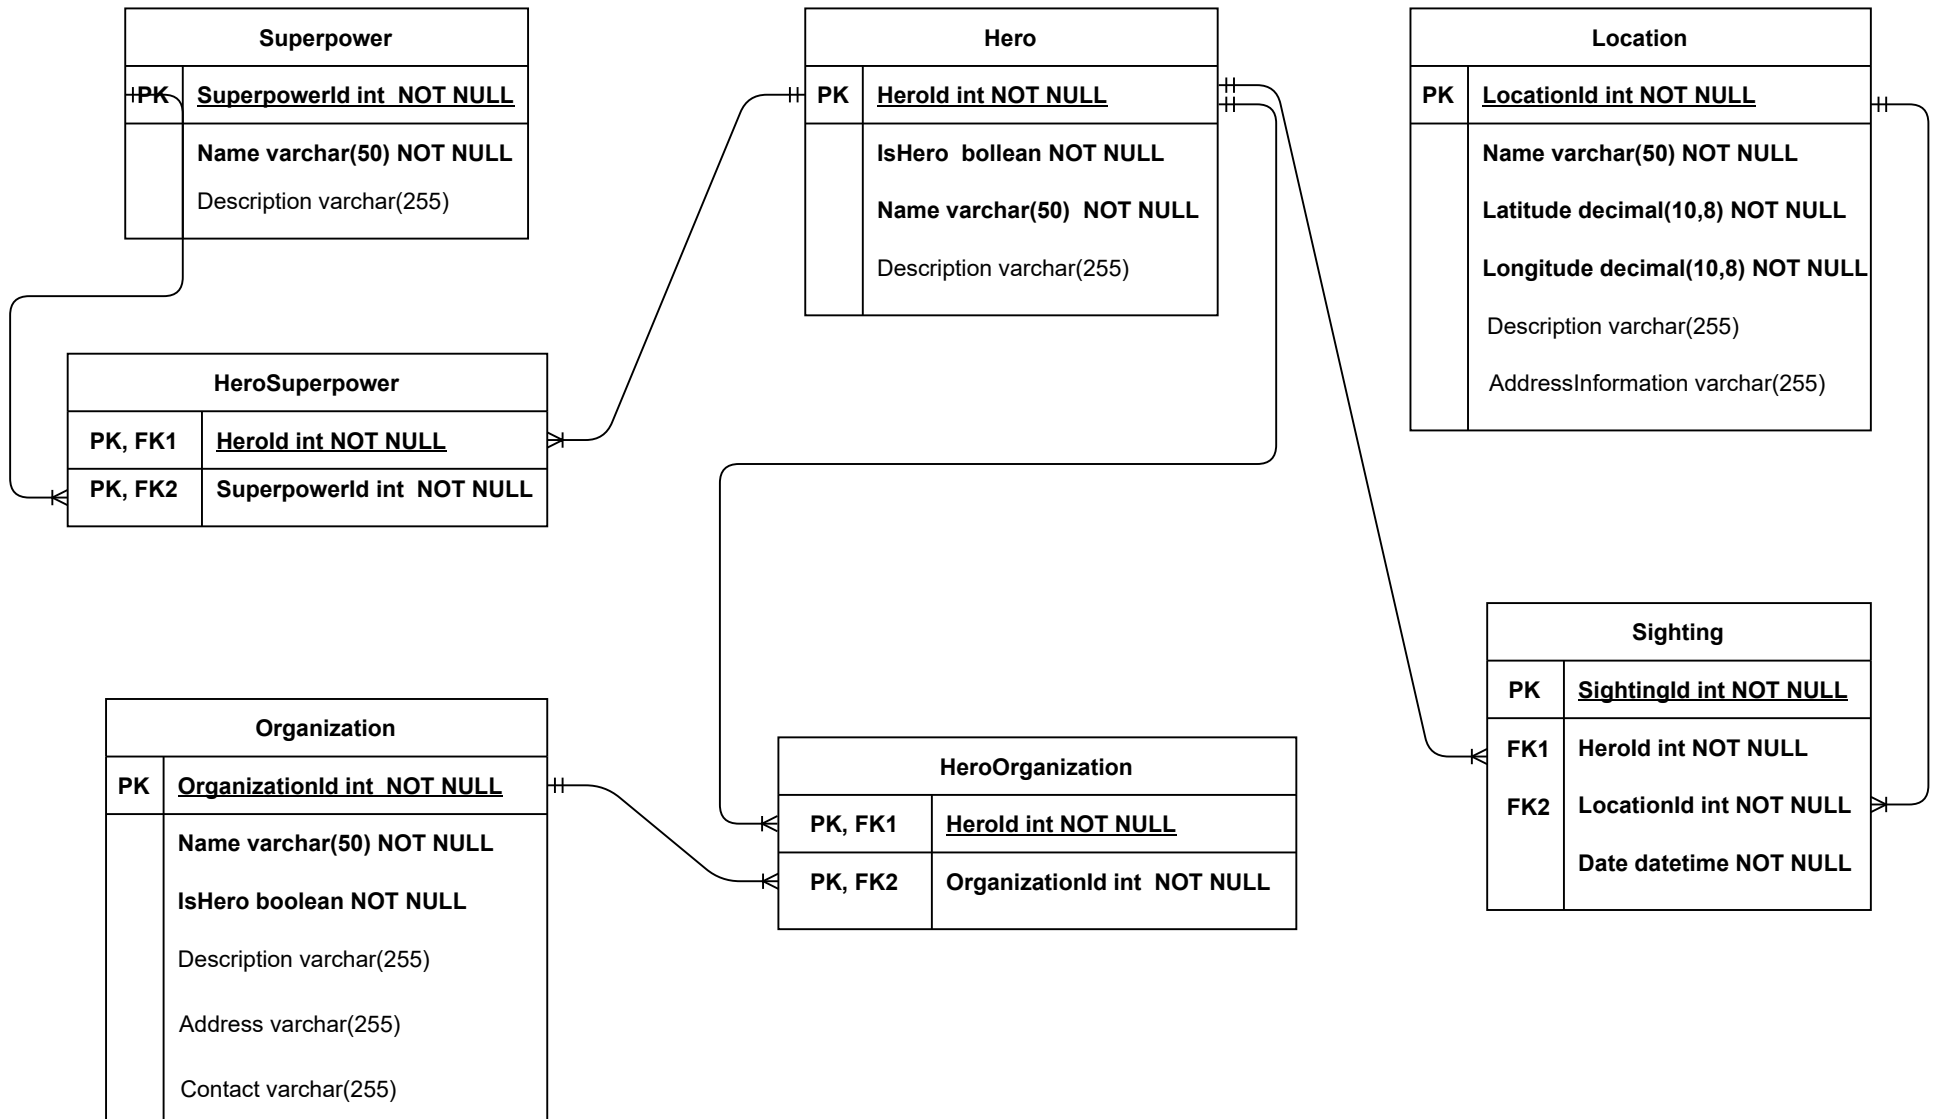 Superpower
PK SuperpowerId int NOT NULL
Name varchar(50) NOT NULL
Description varchar(255)
Hero
PK HeroId int NOT NULL
IsHero bollean NOT NULL
Name varchar(50) NOT NULL
Description varchar(255)
Location
PK LocationId int NOT NULL
Name varchar(50) NOT NULL
Latitude decimal(10,8) NOT NULL
Longitude decimal(10,8) NOT NULL
Description varchar(255)
AddressInformation varchar(255)
HeroSuperpower
PK, FK1 HeroId int NOT NULL
PK, FK2 SuperpowerId int NOT NULL
Sighting
PK SightingId int NOT NULL
FK1 HeroId int NOT NULL
FK2 LocationId int NOT NULL
Date datetime NOT NULL
Organization
PK OrganizationId int NOT NULL
Name varchar(50) NOT NULL
IsHero boolean NOT NULL
Description varchar(255)
Address varchar(255)
Contact varchar(255)
HeroOrganization
PK, FK1 HeroId int NOT NULL
PK, FK2 OrganizationId int NOT NULL